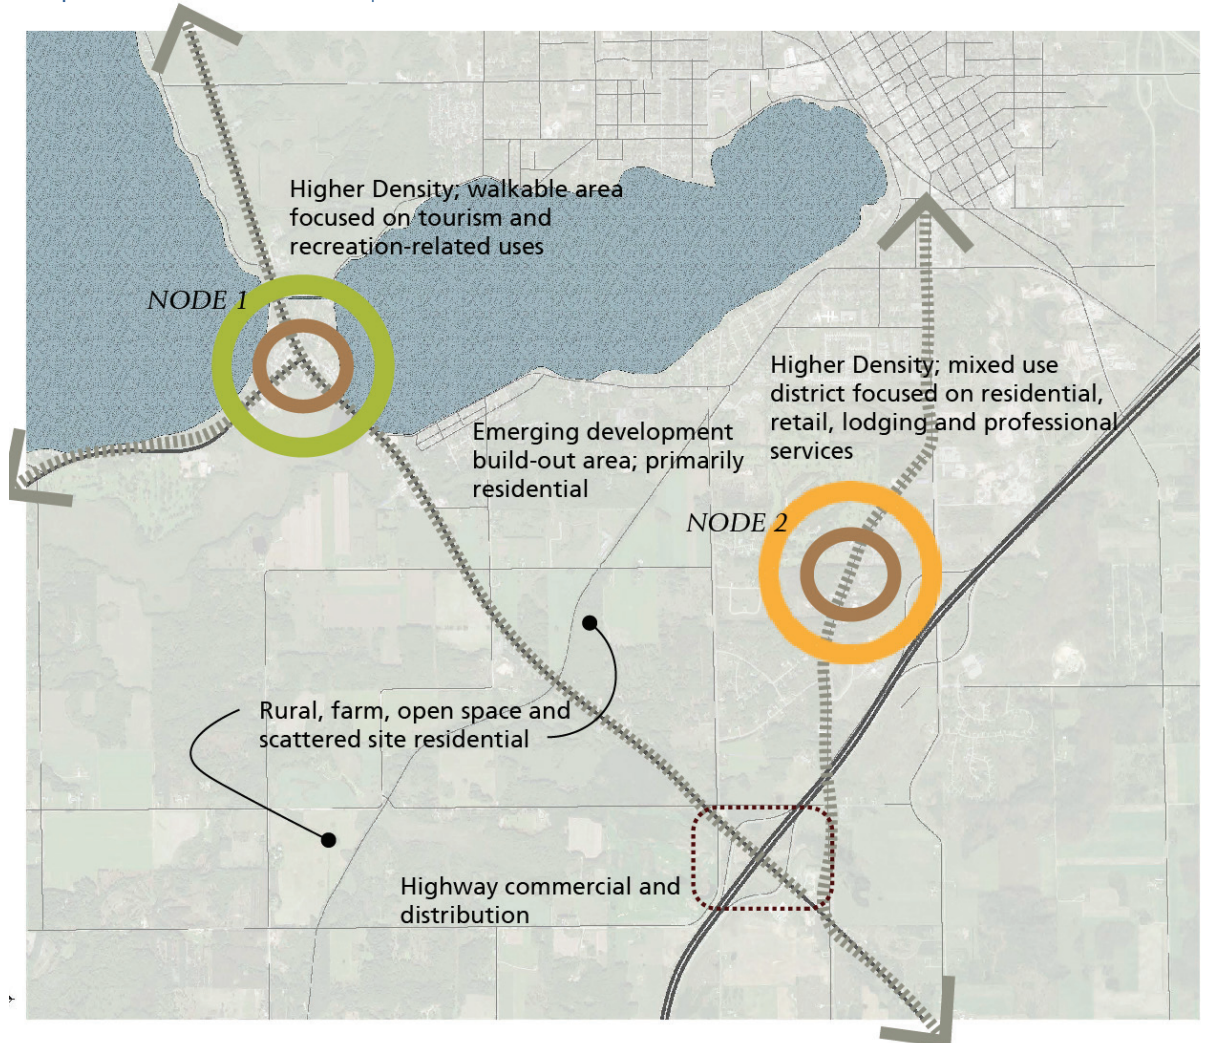 Higher Density; walkable area
focused on tourism and
recreation-related uses
NODE 1
Higher Density; mixed use
district focused on residential,
retail, lodging and professional
services
Emerging development
build-out area; primarily
residential
NODE 2
Rural, farm, open space and
scattered site residential
Highway commercial and
distribution